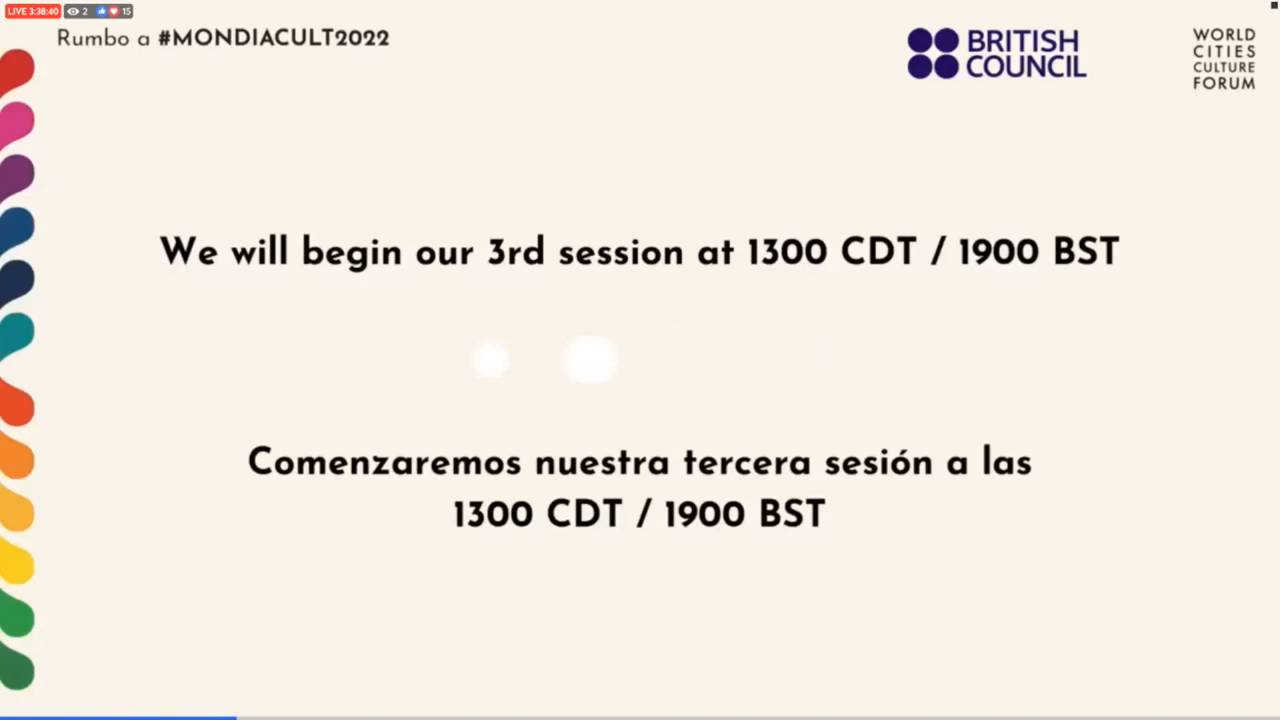 LIVE 3:38:40 2 15
Rumbo a #MONDIACULT2022
BRITISH
COUNCIL
WORLD
CITIES
CULTURE
FORUM
We will begin our 3rd session at 1300 CDT / 1900 BST
Comenzaremos nuestra tercera sesión a las
1300 CDT / 1900 BST